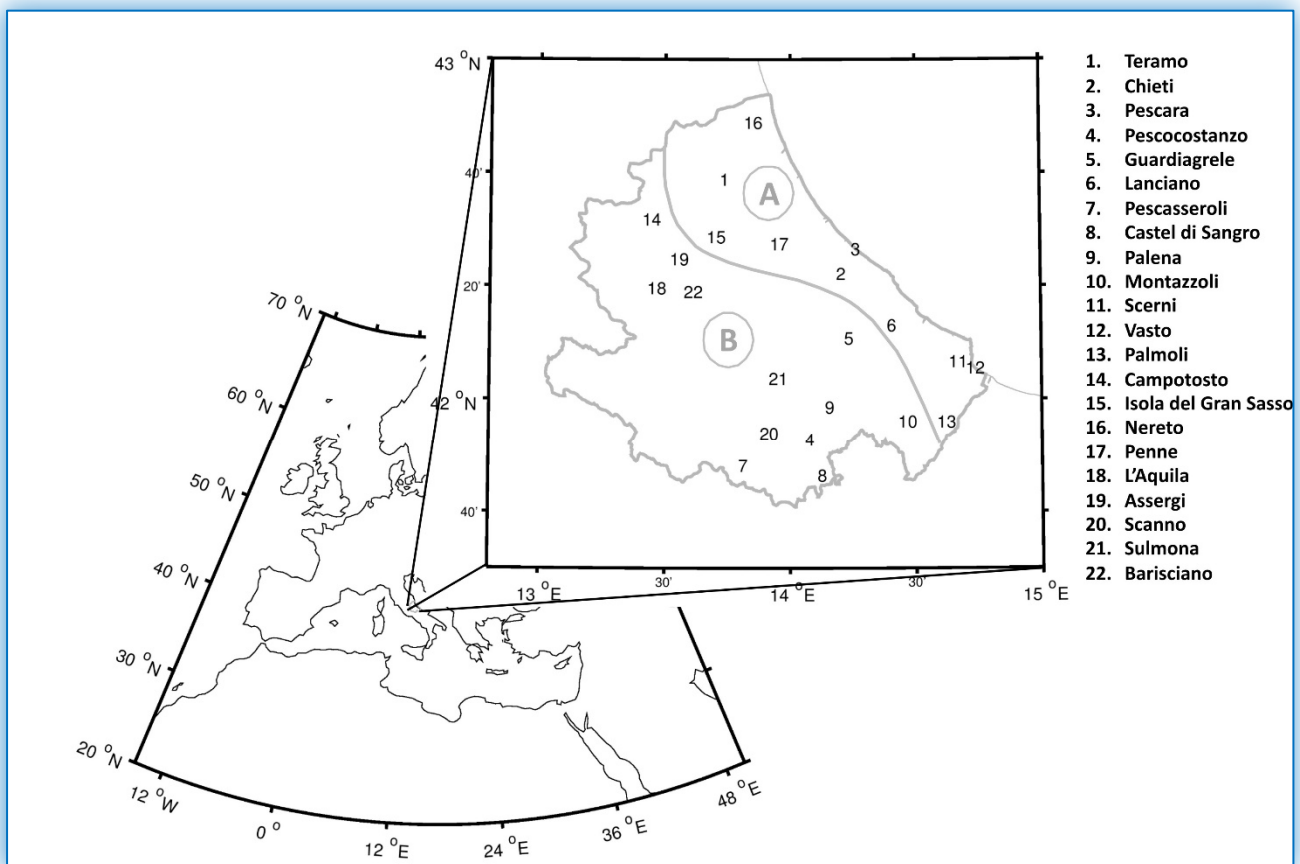 43 °N
40'
20'
42 °N
40'
13 °E
30'
14 °E
30'
15 °E
16
1
A
14
15
17
3
19
2
18
22
6
B
5
11
12
21
9
10
13
20
4
7
8
70 °N
60 °N
50 °N
40 °N
30 °N
20 °N
12 °W
0 °
12 °E
24 °E
36 °E
48 °E
1. Teramo
2. Chieti
3. Pescara
4. Pescocostanzo
5. Guardiagrele
6. Lanciano
7. Pescasseroli
8. Castel di Sangro
9. Palena
10. Montazzoli
11. Scerni
12. Vasto
13. Palmoli
14. Campotosto
15. Isola del Gran Sasso
16. Nereto
17. Penne
18. L'Aquila
19. Assergi
20. Scanno
21. Sulmona
22. Barisciano